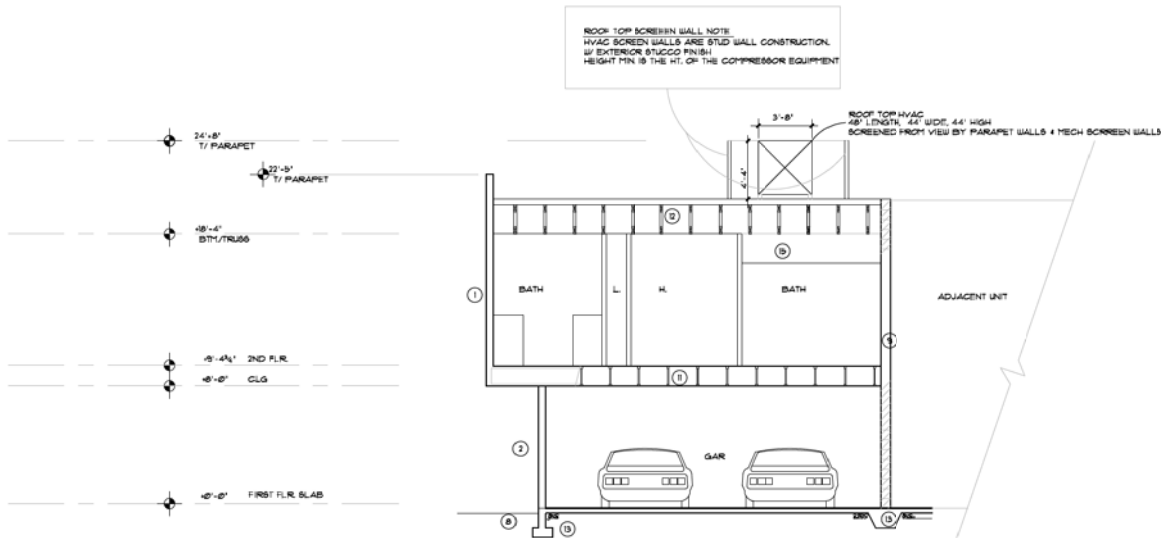 ROOF TOP SCREEN WALL NOTE
HVAC SCREEN WALLS ARE STUD WALL CONSTRUCTION.
W/ EXTERIOR STUCCO FINISH
HEIGHT MIN IS THE HT. OF THE COMPRESSOR EQUIPMENT
3'-8"
ROOF TOP HVAC
48" LENGTH, 44" WIDE, 44" HIGH
SCREENED FROM VIEW BY PARAPET WALLS & MECH SCRREEN WALLS
24'-8"
T/ PARAPET
22'-5"
T/ PARAPET
4'-4"
+18'-4"
BTM/TRUSS
12
15
1
BATH
L.
H.
BATH
ADJACENT UNIT
9
+9'-4¾" 2ND FLR.
+8'-0" CLG
11
2
GAR
+0'-0" FIRST FLR. SLAB
8
13
13